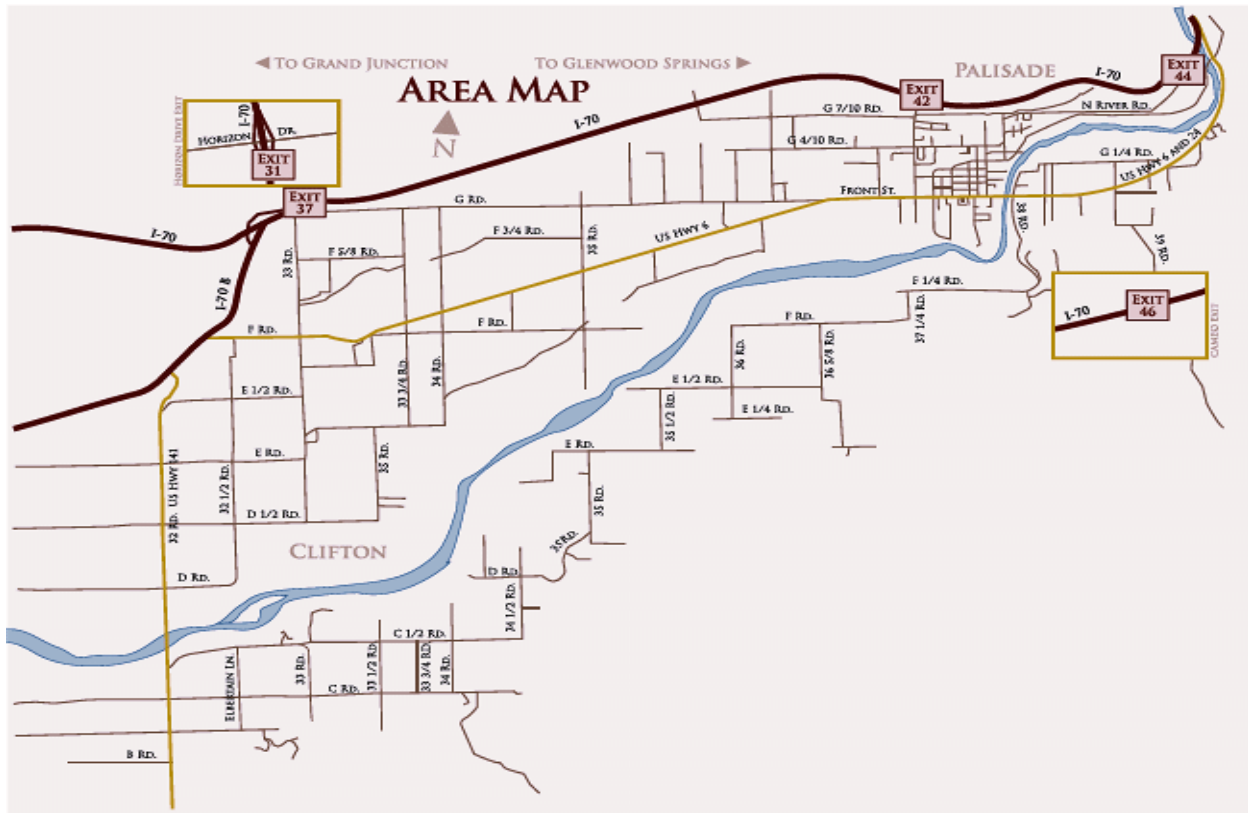 TO GRAND JUNCTION
TO GLENWOOD SPRINGS
AREA MAP
N
PALISADE
I-70
EXIT
44
EXIT
42
I-70
G 7/10 RD.
N RIVER RD.
HORIZON DRIVE EXIT
I-70
HORIZON DR.
EXIT
31
G 4/10 RD.
G 1/4 RD.
US HWY 6 AND 24
FRONT ST.
EXIT
37
G RD.
I-70
US HWY 6
38 RD.
39 RD.
F 3/4 RD.
35 RD.
F 5/8 RD.
33 RD.
I-70 B
F 1/4 RD.
37 1/4 RD.
I-70
EXIT
46
CAMEO EXIT
F RD.
F RD.
F RD.
36 RD.
36 5/8 RD.
33 3/4 RD.
34 RD.
E 1/2 RD.
E 1/2 RD.
E 1/4 RD.
35 1/2 RD.
E RD.
E RD.
35 RD.
32 RD. US HWY 141
32 1/2 RD.
D 1/2 RD.
35 RD.
35 RD.
CLIFTON
D RD.
D RD.
34 1/2 RD.
C 1/2 RD.
33 RD.
33 1/2 RD.
33 3/4 RD.
34 RD.
ELBERTAIN LN.
C RD.
B RD.